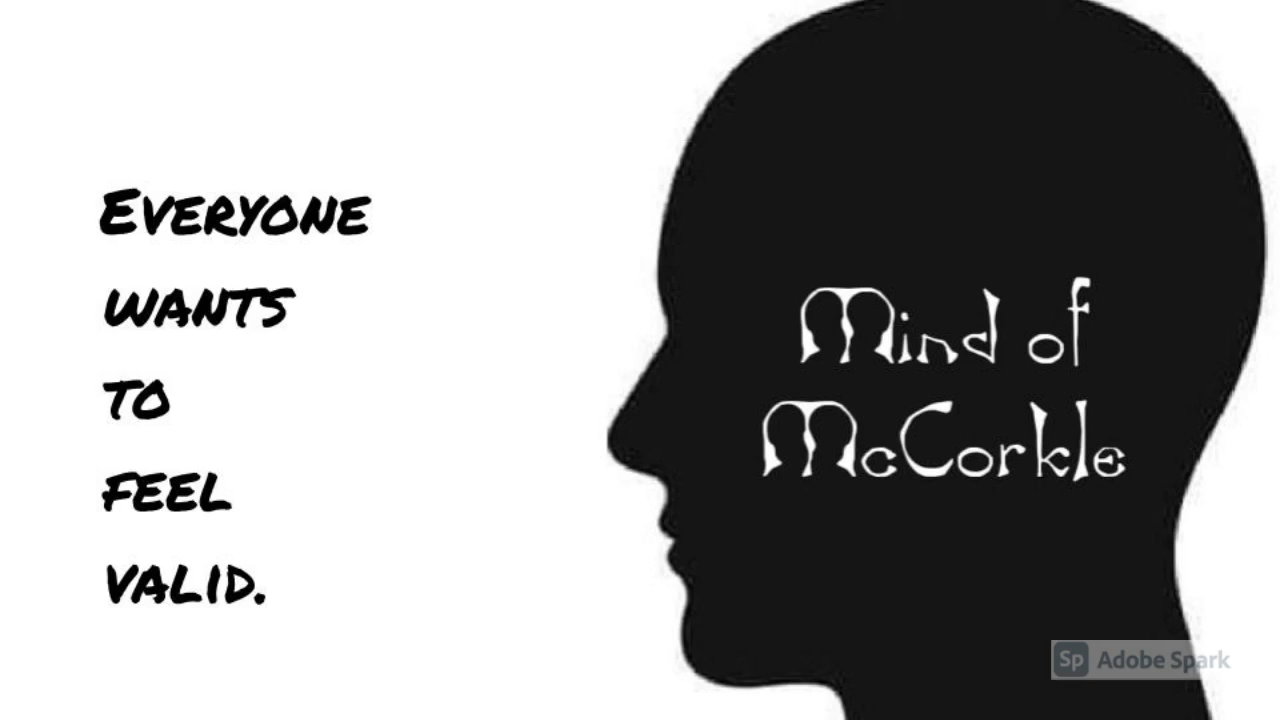 Everyone
wants
to
feel
valid.
Mind of
McCorkle
Sp Adobe Spark